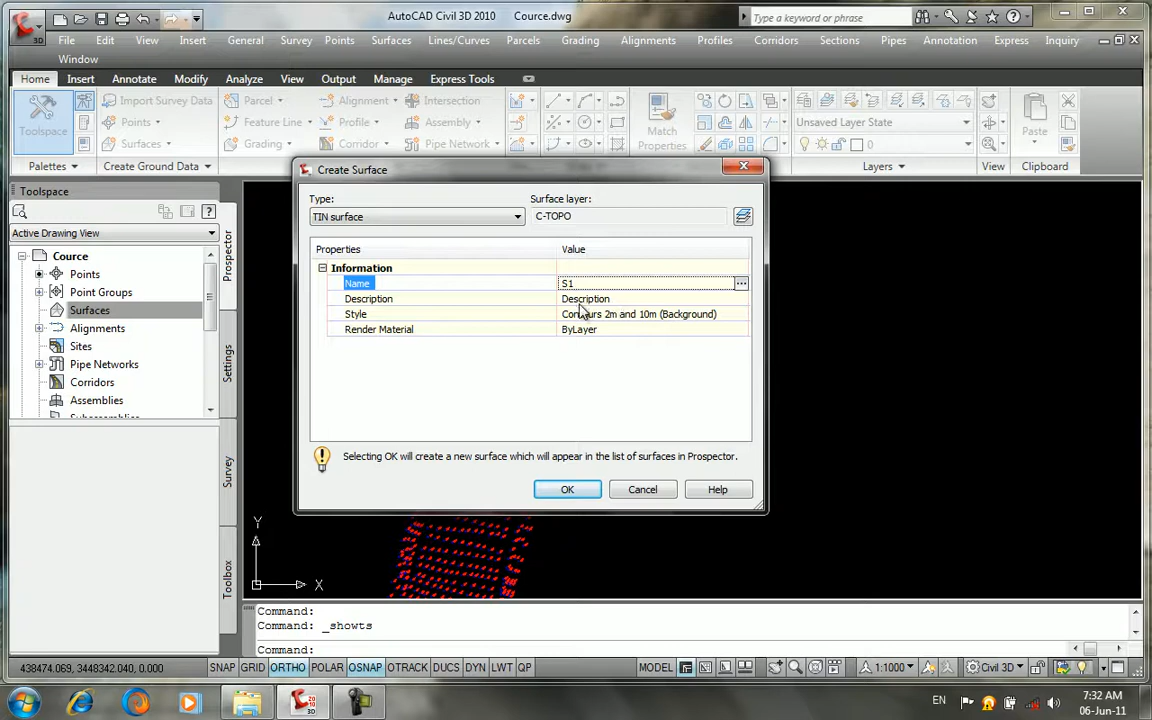 AutoCAD Civil 3D 2010 Cource.dwg Type a keyword or phrase
File Edit View Insert General Survey Points Surfaces Lines/Curves Parcels Grading Alignments Profiles Corridors Sections Pipes Annotation Express Inquiry
Window
Home Insert Annotate Modify Analyze View Output Manage Express Tools
Toolspace
Import Survey Data
Points
Surfaces
Parcel
Feature Line
Grading
Alignment
Profile
Corridor
Intersection
Assembly
Pipe Network
Match
Properties
Unsaved Layer State
0
Paste
Palettes Create Ground Data Layers View Clipboard
Toolspace
Active Drawing View
Cource
Points
Point Groups
Surfaces
Alignments
Sites
Pipe Networks
Corridors
Assemblies
Subassemblies
Prospector
Settings
Survey
Toolbox
Create Surface
Type: Surface layer:
TIN surface C-TOPO
Properties Value
Information
Name S1
Description Description
Style Contours 2m and 10m (Background)
Render Material ByLayer
Selecting OK will create a new surface which will appear in the list of surfaces in Prospector.
OK Cancel Help
Y
X
Command:
Command: _showts
Command:
438474.069, 3448342.040, 0.000 SNAP GRID ORTHO POLAR OSNAP OTRACK DUCS DYN LWT QP MODEL 1:1000 Civil 3D
EN 7:32 AM
06-Jun-11